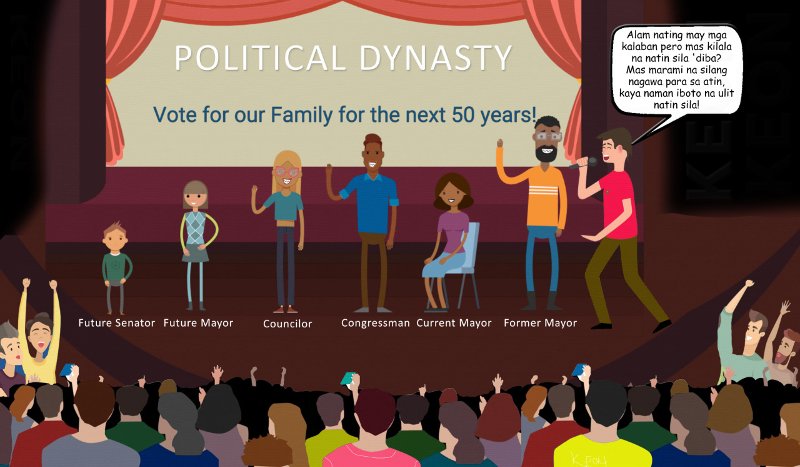 POLITICAL DYNASTY
Vote for our Family for the next 50 years!
Alam nating may mga
kalaban pero mas kilala
na natin sila 'diba?
Mas marami na silang
nagawa para sa atin,
kaya naman iboto na ulit
natin sila!
Future Senator
Future Mayor
Councilor
Congressman
Current Mayor
Former Mayor